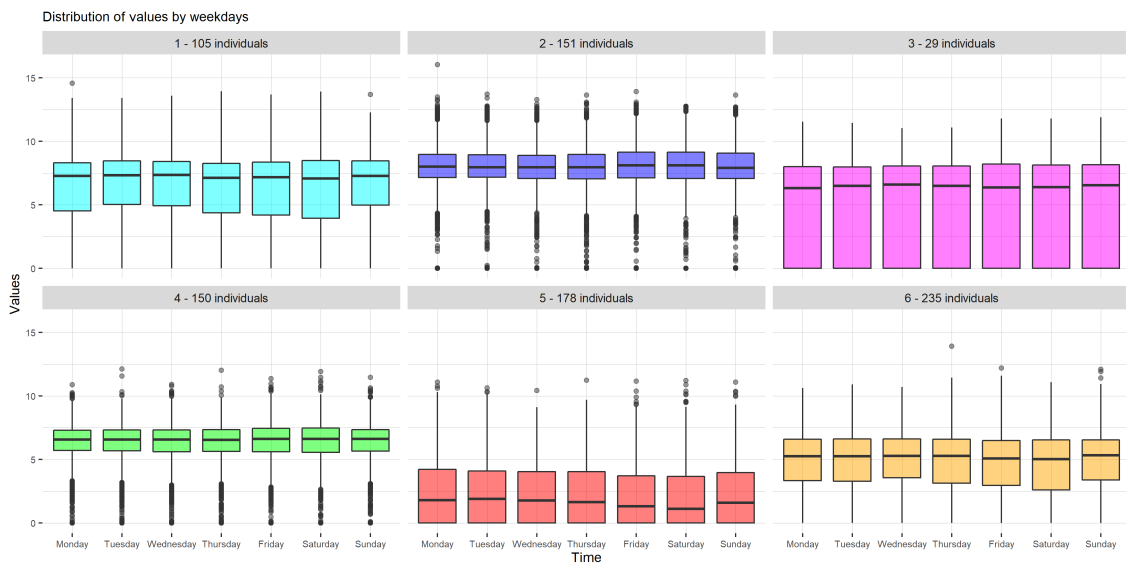 Distribution of values by weekdays
1 - 105 individuals
2 - 151 individuals
3 - 29 individuals
15
10
5
0
4 - 150 individuals
5 - 178 individuals
6 - 235 individuals
15
10
5
0
Values
Monday Tuesday Wednesday Thursday Friday Saturday Sunday
Monday Tuesday Wednesday Thursday Friday Saturday Sunday
Monday Tuesday Wednesday Thursday Friday Saturday Sunday
Time